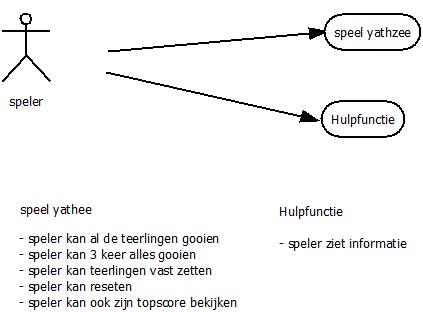 speel yathzee
speler
Hulpfunctie
speel yathee
- speler kan al de teerlingen gooien
- speler kan 3 keer alles gooien
- speler kan teerlingen vast zetten
- speler kan reseten
- speler kan ook zijn topscore bekijken
Hulpfunctie
- speler ziet informatie